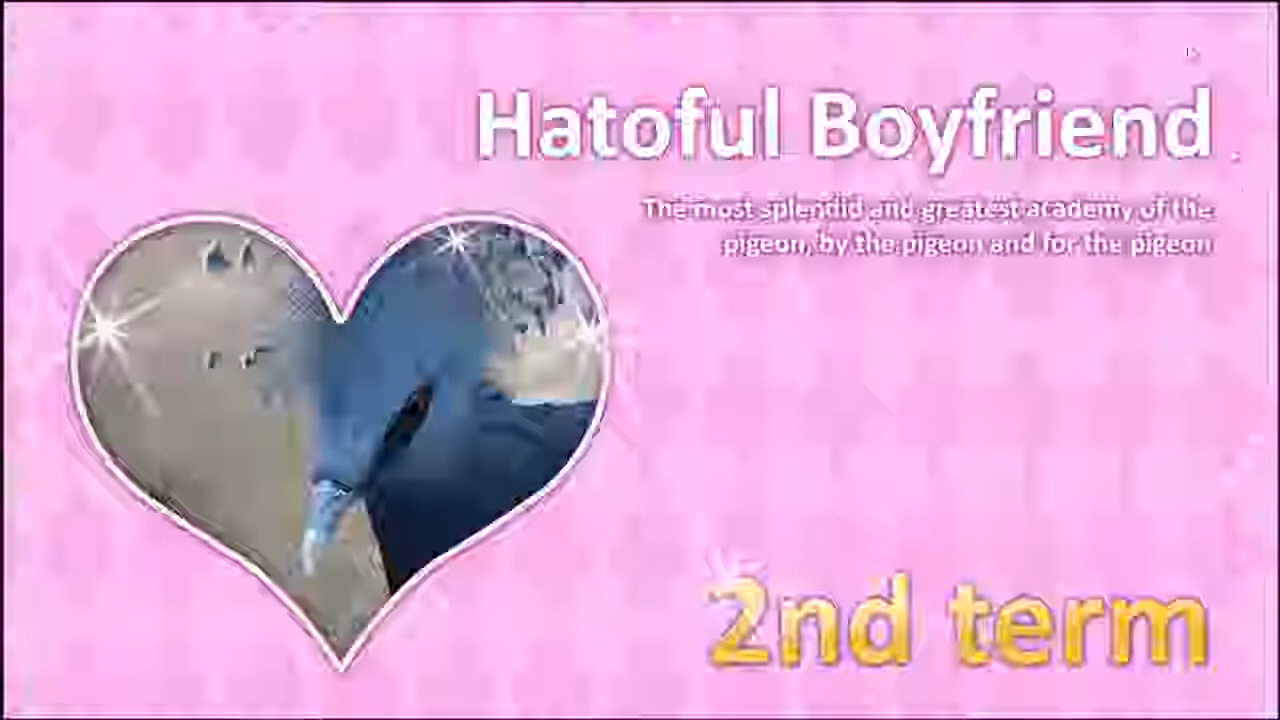 Hatoful Boyfriend
The most splendid and greatest academy of the
pigeon, by the pigeon and for the pigeon
2nd term